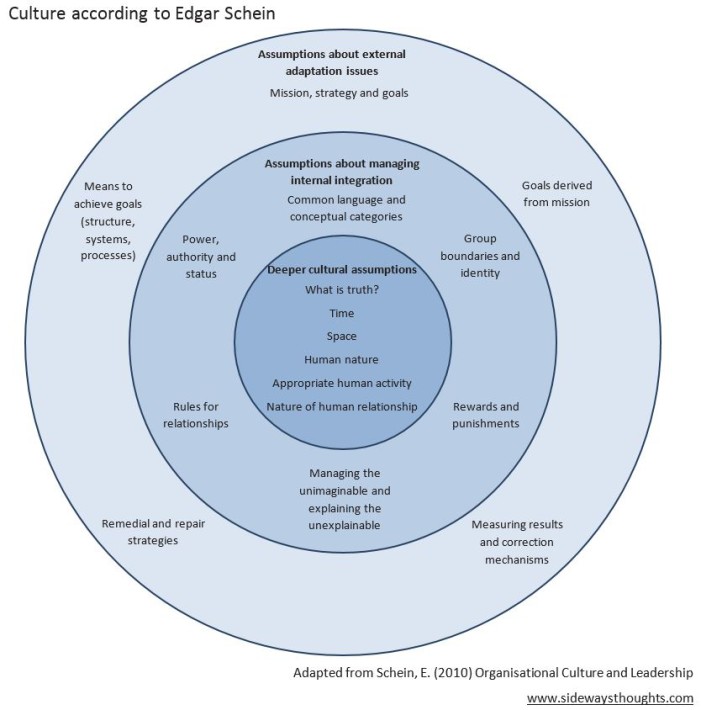 Culture according to Edgar Schein
Assumptions about external
adaptation issues
Mission, strategy and goals
Means to
achieve goals
(structure,
systems,
processes)
Goals derived
from mission
Assumptions about managing
internal integration
Common language and
conceptual categories
Power,
authority and
status
Group
boundaries and
identity
Deeper cultural assumptions
What is truth?
Time
Space
Human nature
Appropriate human activity
Nature of human relationship
Rules for
relationships
Rewards and
punishments
Managing the
unimaginable and
explaining the
unexplainable
Remedial and repair
strategies
Measuring results
and correction
mechanisms
Adapted from Schein, E. (2010) Organisational Culture and Leadership
www.sidewaysthoughts.com